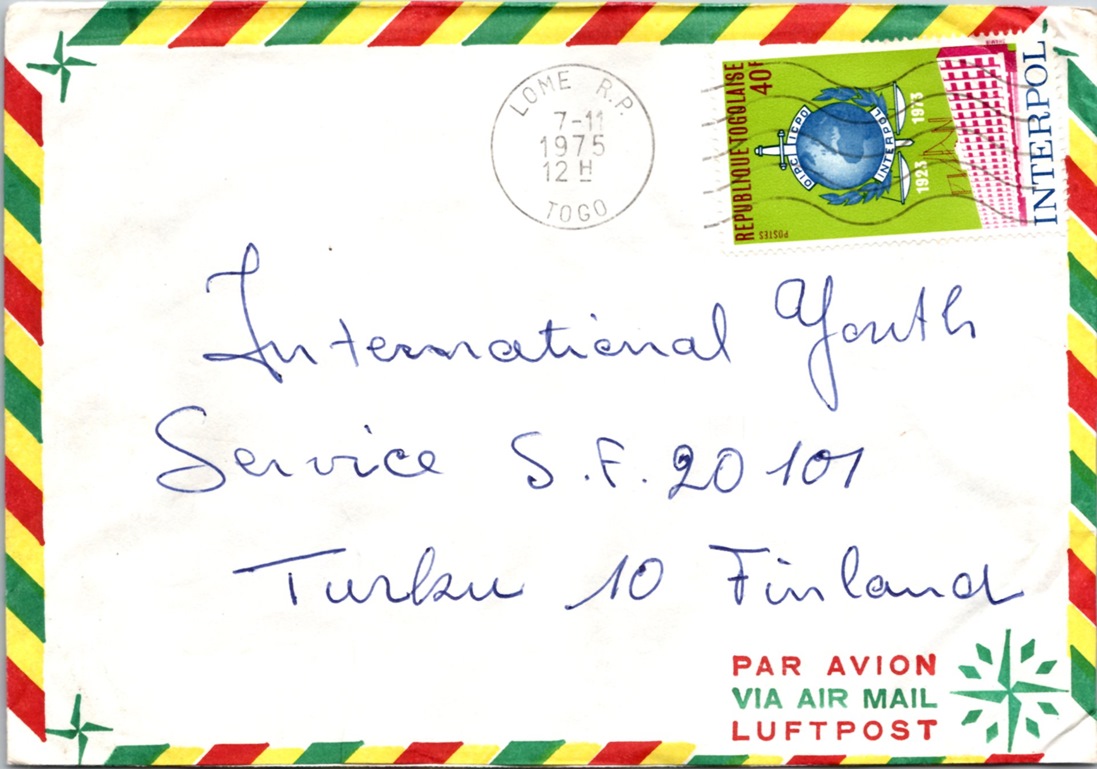 LOME R.P.
7-11
1975
12 H
TOGO
REPUBLIQUE TOGOLAISE
40F
POSTES
OIPC ICPO
INTERPOL
1923 1973
INTERPOL
International Youth
Service S.F. 20101
Turku 10 Finland
PAR AVION
VIA AIR MAIL
LUFTPOST